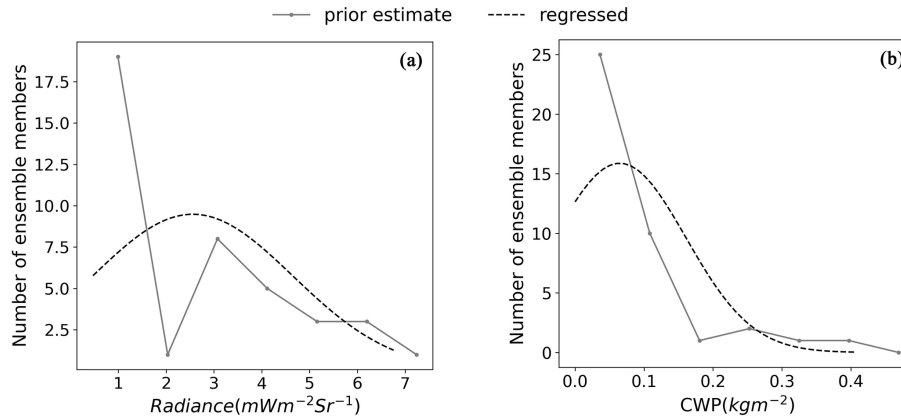 prior estimate
regressed
(a)
Number of ensemble members
17.5
15.0
12.5
10.0
7.5
5.0
2.5
1 2 3 4 5 6 7
Radiance(mWm⁻²Sr⁻¹)
(b)
Number of ensemble members
25
20
15
10
5
0
0.0 0.1 0.2 0.3 0.4
CWP(kgm⁻²)